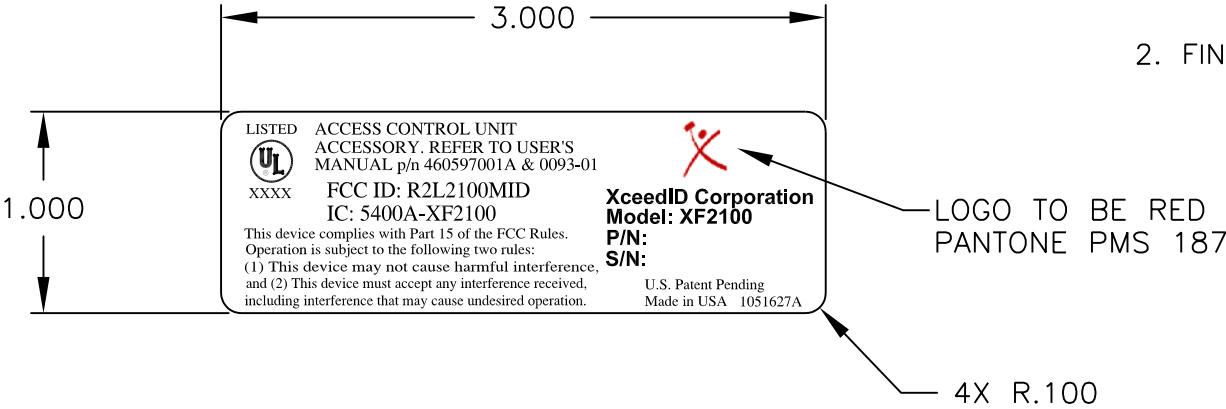 3.000
2. FIN
1.000
LISTED
UL
®
XXXX
ACCESS CONTROL UNIT
ACCESSORY. REFER TO USER'S
MANUAL p/n 460597001A & 0093-01
FCC ID: R2L2100MID
IC: 5400A-XF2100
This device complies with Part 15 of the FCC Rules.
Operation is subject to the following two rules:
(1) This device may not cause harmful interference,
and (2) This device must accept any interference received,
including interference that may cause undesired operation.
XceedID Corporation
Model: XF2100
P/N:
S/N:
U.S. Patent Pending
Made in USA 1051627A
LOGO TO BE RED
PANTONE PMS 187
4X R.100